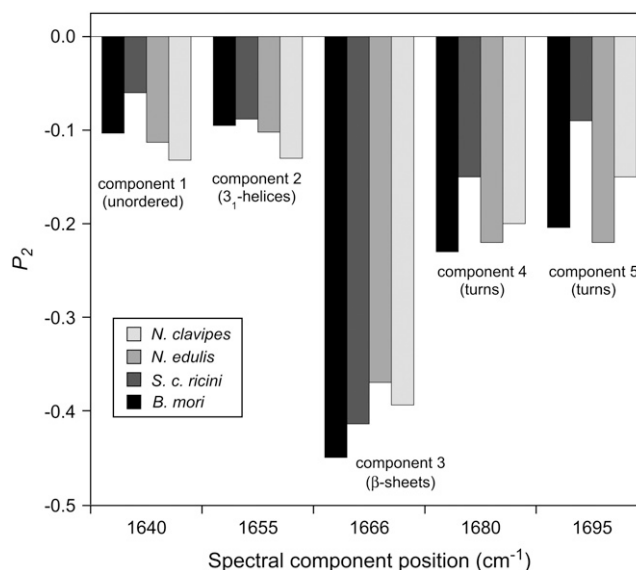 0.0
-0.1
-0.2
-0.3
-0.4
-0.5
P2
component 1
(unordered)
component 2
(31-helices)
component 3
(β-sheets)
component 4
(turns)
component 5
(turns)
N. clavipes
N. edulis
S. c. ricini
B. mori
1640 1655 1666 1680 1695
Spectral component position (cm-1)